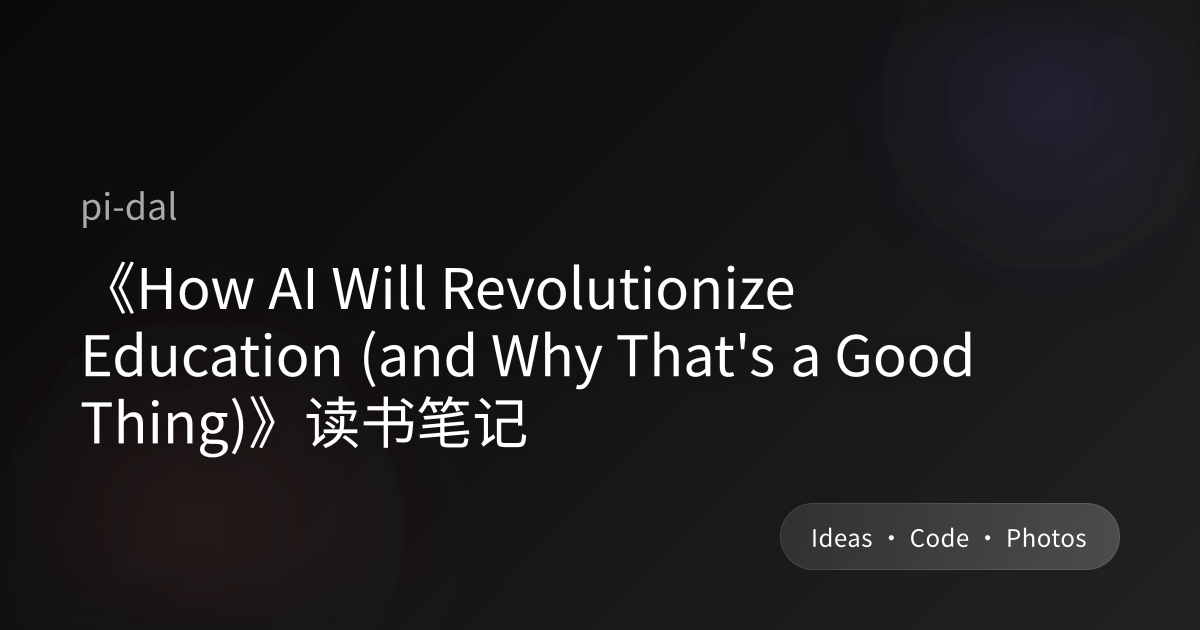 pi-dal
《How AI Will Revolutionize
Education (and Why That's a Good
Thing)》读书笔记
Ideas • Code • Photos